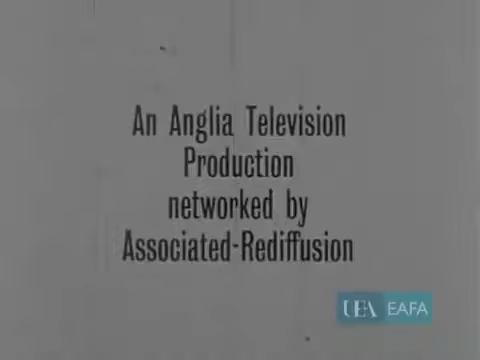 An Anglia Television
Production
networked by
Associated-Rediffusion
UEA EAFA